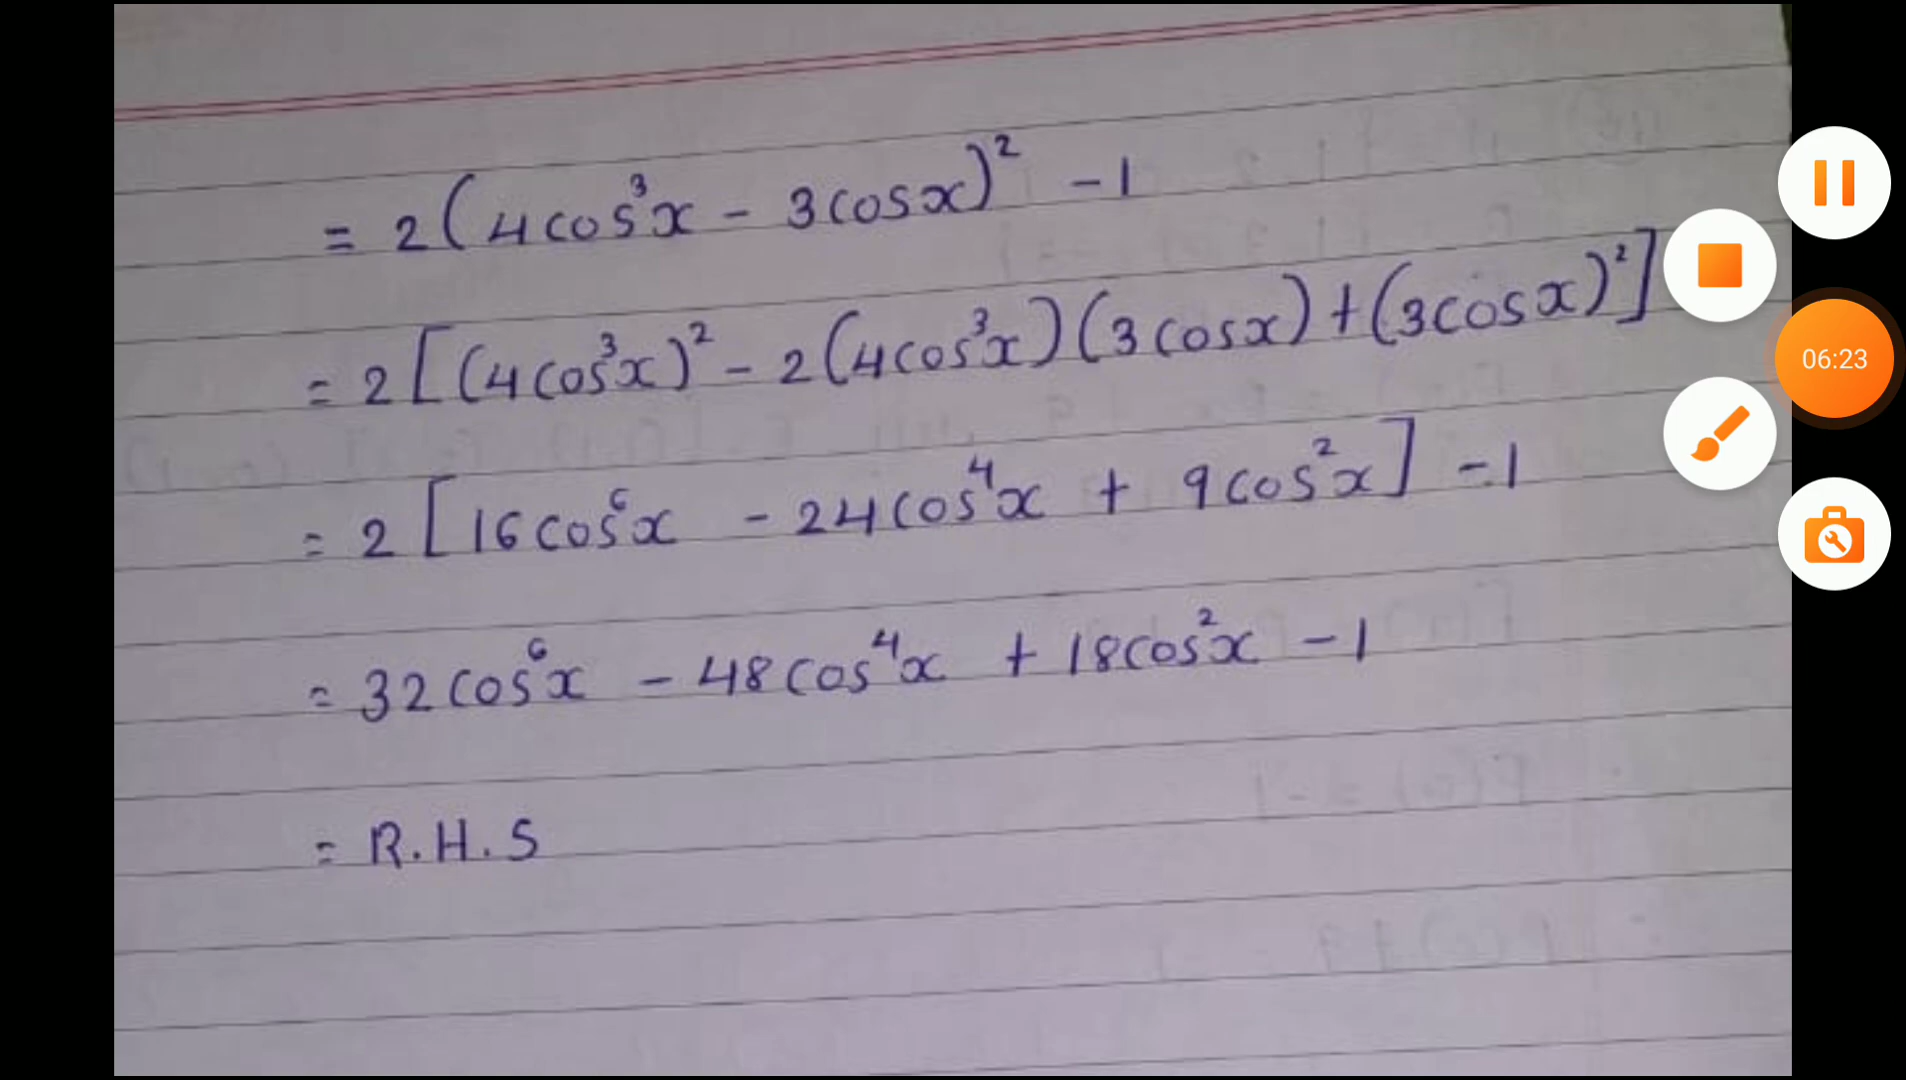 = 2(4cos³x - 3cosx)² - 1
= 2[(4cos³x)² - 2(4cos³x)(3cosx) + (3cosx)²]
= 2[16cos⁶x - 24cos⁴x + 9cos²x] - 1
= 32cos⁶x - 48cos⁴x + 18cos²x - 1
= R.H.S
06:23